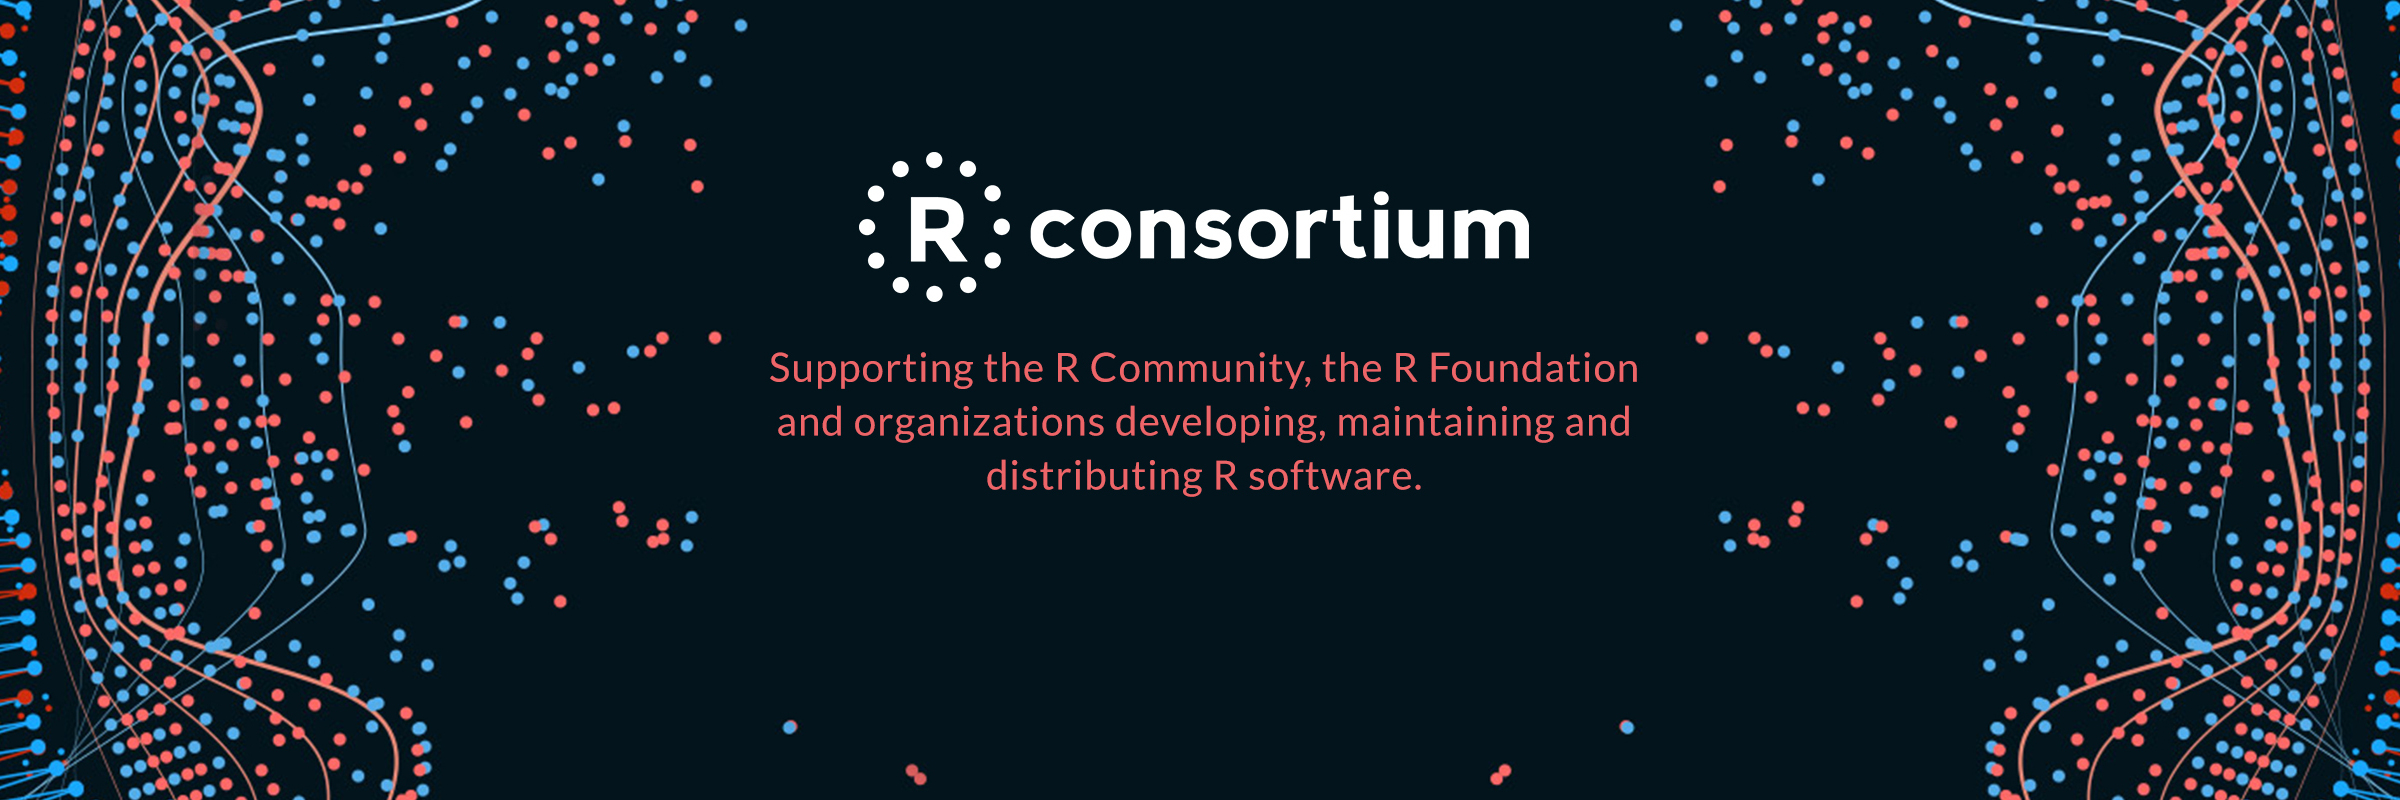 R consortium
Supporting the R Community, the R Foundation
and organizations developing, maintaining and
distributing R software.